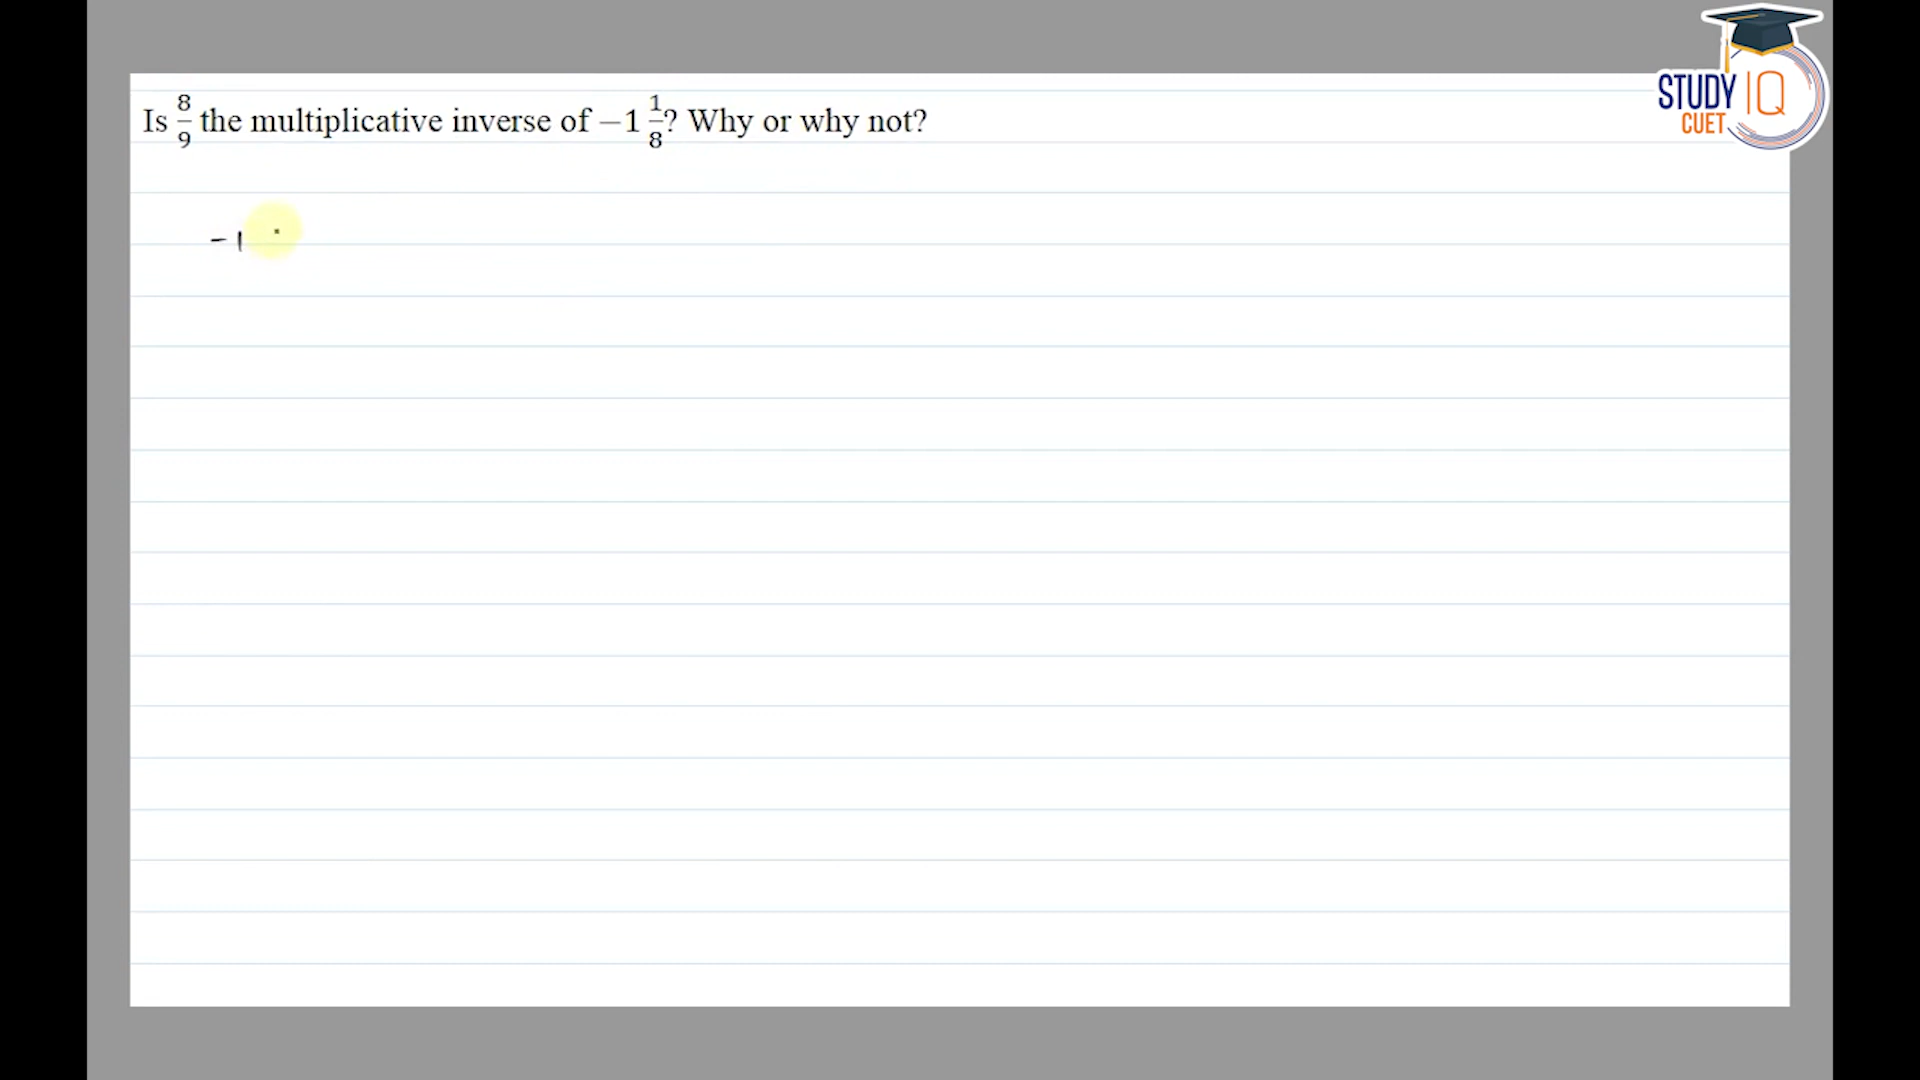 STUDY IQ
CUET
Is 8/9 the multiplicative inverse of −1 1/8? Why or why not?
-1